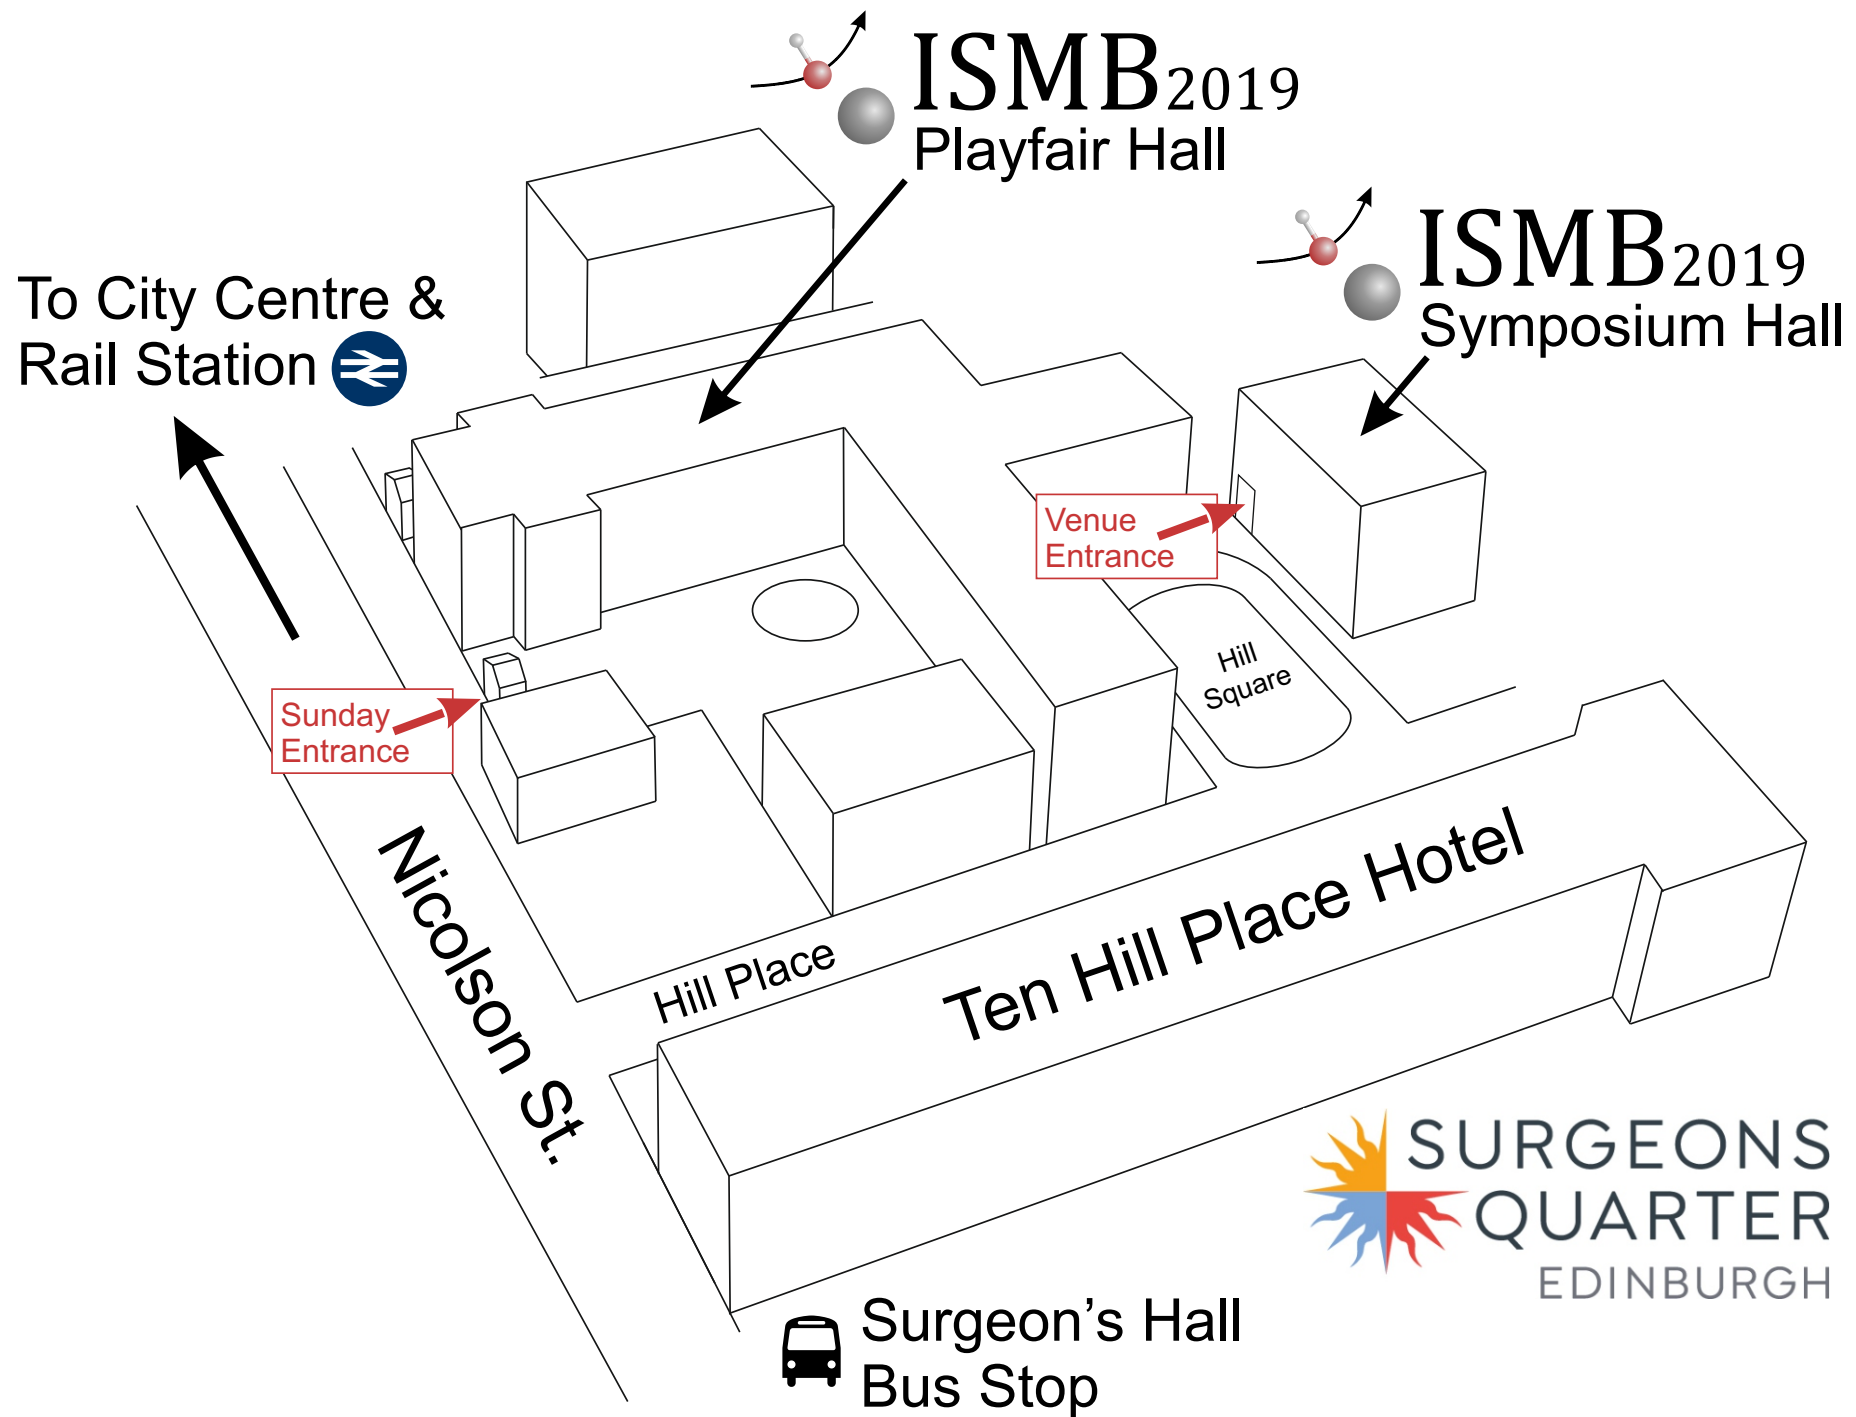 ISMB2019
Playfair Hall
ISMB2019
Symposium Hall
To City Centre &
Rail Station
Venue
Entrance
Hill
Square
Sunday
Entrance
Nicolson St.
Hill Place
Ten Hill Place Hotel
SURGEONS
QUARTER
EDINBURGH
Surgeon’s Hall
Bus Stop